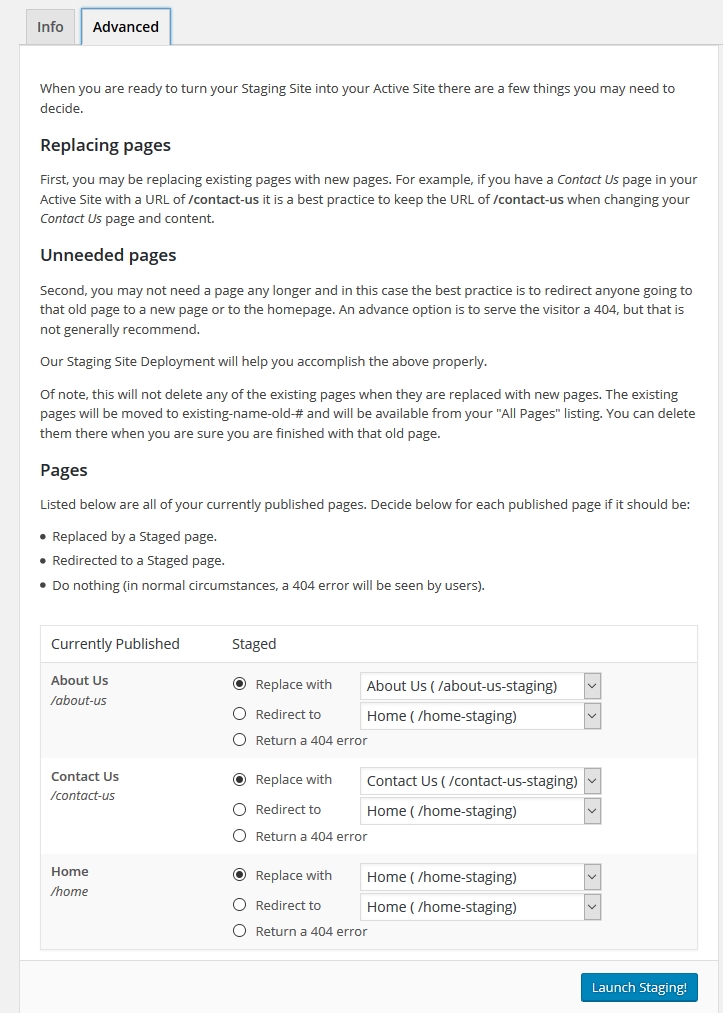 Info
Advanced
When you are ready to turn your Staging Site into your Active Site there are a few things you may need to
decide.
Replacing pages
First, you may be replacing existing pages with new pages. For example, if you have a Contact Us page in your
Active Site with a URL of /contact-us it is a best practice to keep the URL of /contact-us when changing your
Contact Us page and content.
Unneeded pages
Second, you may not need a page any longer and in this case the best practice is to redirect anyone going to
that old page to a new page or to the homepage. An advance option is to serve the visitor a 404, but that is
not generally recommend.
Our Staging Site Deployment will help you accomplish the above properly.
Of note, this will not delete any of the existing pages when they are replaced with new pages. The existing
pages will be moved to existing-name-old-# and will be available from your "All Pages" listing. You can delete
them there when you are sure you are finished with that old page.
Pages
Listed below are all of your currently published pages. Decide below for each published page if it should be:
• Replaced by a Staged page.
• Redirected to a Staged page.
• Do nothing (in normal circumstances, a 404 error will be seen by users).
Currently Published Staged
About Us
/about-us
Replace with About Us ( /about-us-staging)
Redirect to Home ( /home-staging)
Return a 404 error
Contact Us
/contact-us
Replace with Contact Us ( /contact-us-staging)
Redirect to Home ( /home-staging)
Return a 404 error
Home
/home
Replace with Home ( /home-staging)
Redirect to Home ( /home-staging)
Return a 404 error
Launch Staging!